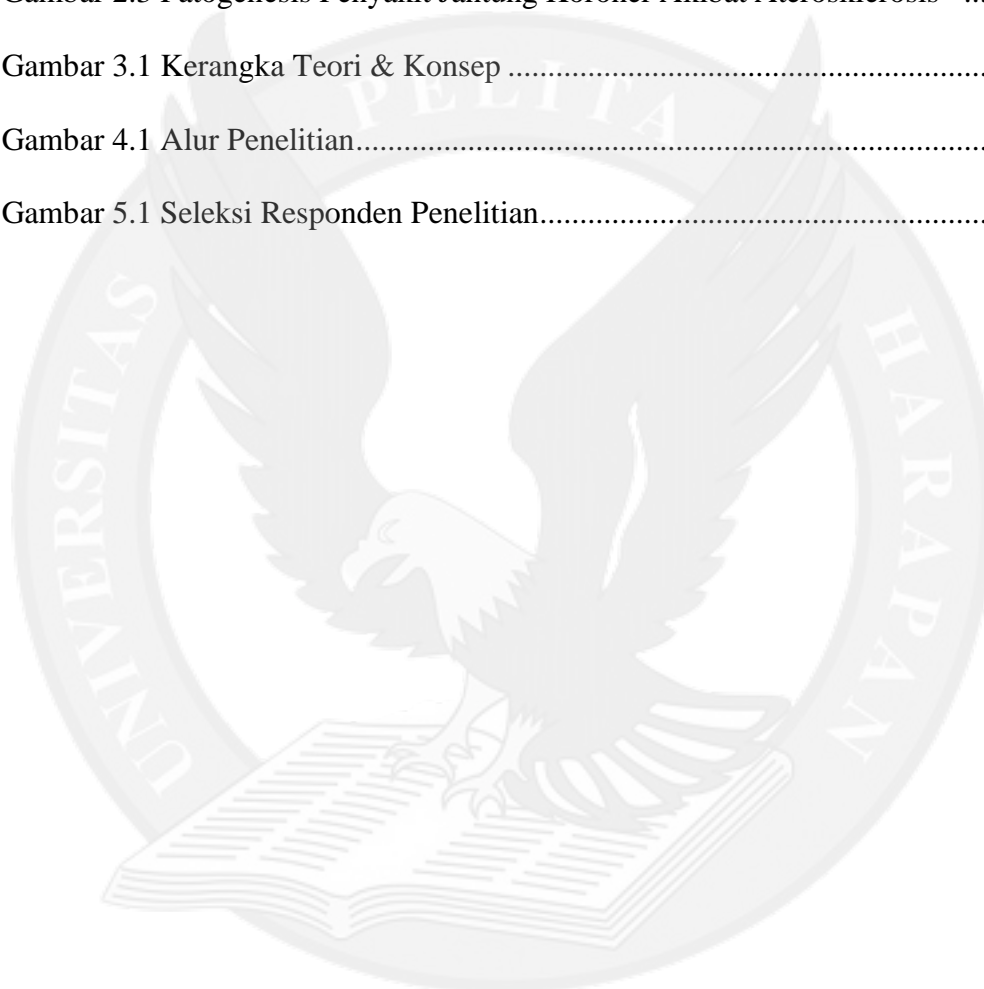 Gambar 3.1 Kerangka Teori & Konsep ...........................................................................
Gambar 4.1 Alur Penelitian...........................................................................................
Gambar 5.1 Seleksi Responden Penelitian.....................................................................
UNIVERSITAS PELITA HARAPAN